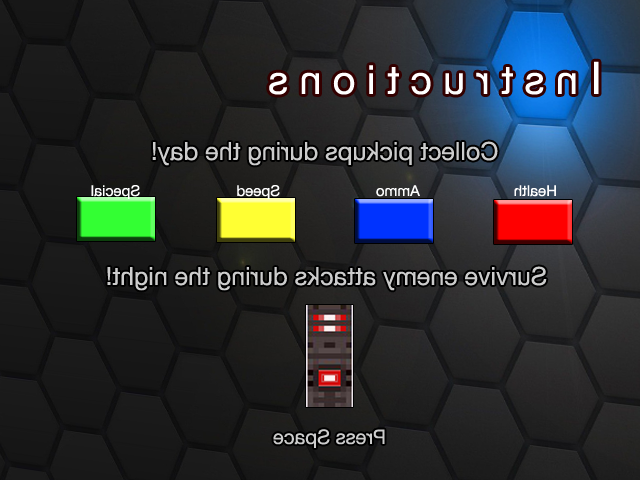 Instructions
Collect pickups during the day!
Health Ammo Speed Special
Survive enemy attacks during the night!
Press Space